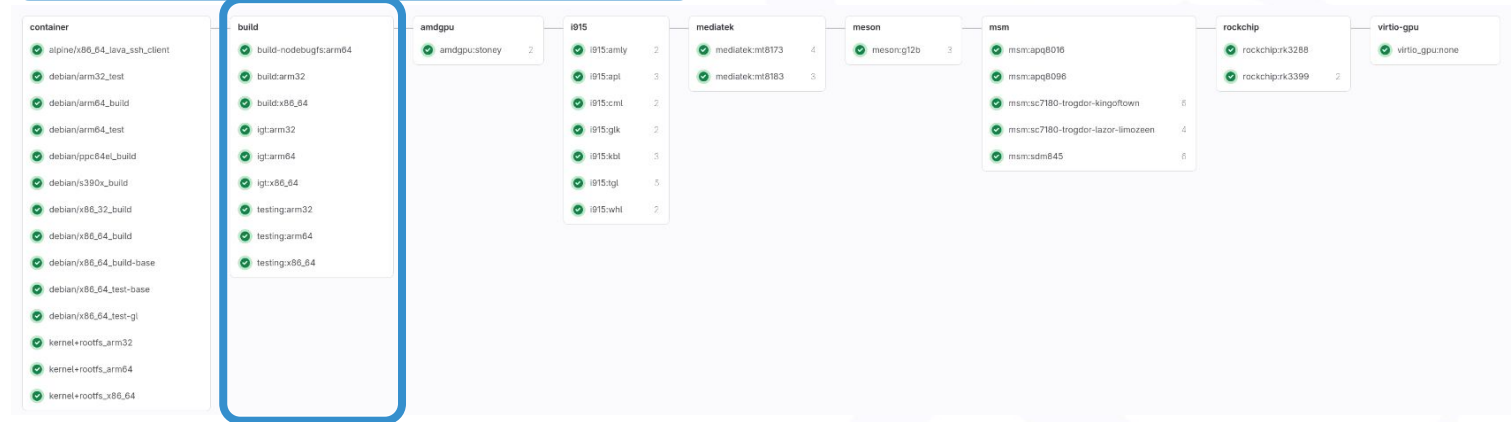 container
alpine/x86_64_lava_ssh_client
debian/arm32_test
debian/arm64_build
debian/arm64_test
debian/ppc64el_build
debian/s390x_build
debian/x86_32_build
debian/x86_64_build
debian/x86_64_build-base
debian/x86_64_test-base
debian/x86_64_test-gl
kernel+rootfs_arm32
kernel+rootfs_arm64
kernel+rootfs_x86_64
build
build-nodebugfs:arm64
build:arm32
build:x86_64
igt:arm32
igt:arm64
igt:x86_64
testing:arm32
testing:arm64
testing:x86_64
amdgpu
amdgpu:stoney 2
i915
i915:amly 2
i915:apl 3
i915:cml 2
i915:glk 2
i915:kbl 3
i915:tgl 5
i915:whl 2
mediatek
mediatek:mt8173 4
mediatek:mt8183 3
meson
meson:g12b 3
msm
msm:apq8016
msm:apq8096
msm:sc7180-trogdor-kingoftown 6
msm:sc7180-trogdor-lazor-limozeen 4
msm:sdm845 6
rockchip
rockchip:rk3288
rockchip:rk3399 2
virtio-gpu
virtio_gpu:none